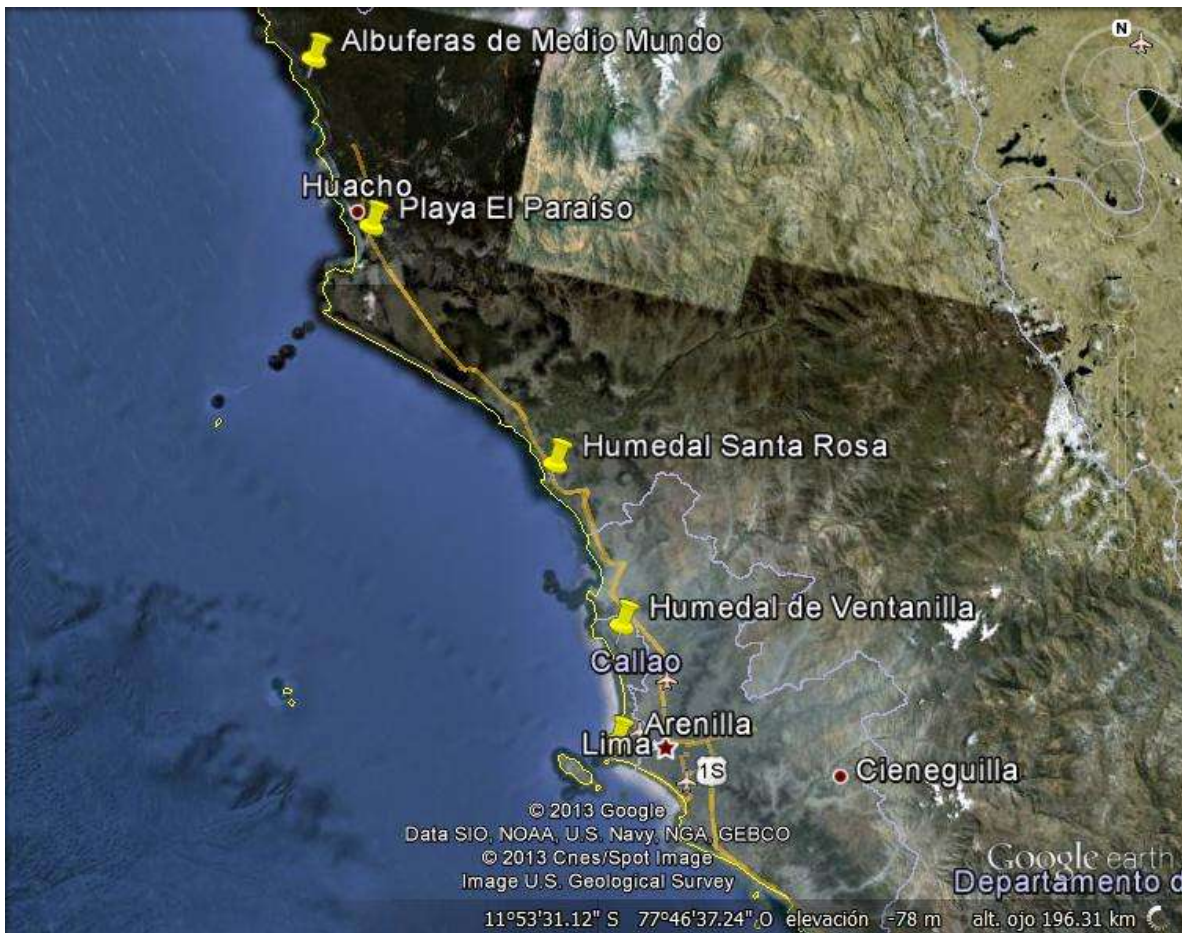 N
Albuferas de Medio Mundo
Huacho
Playa El Paraíso
Humedal Santa Rosa
Humedal de Ventanilla
Callao
Arenilla
Lima
1S
Cieneguilla
© 2013 Google
Data SIO, NOAA, U.S. Navy, NGA, GEBCO
© 2013 Cnes/Spot Image
Image U.S. Geological Survey
Google earth
Departamento d
11°53'31.12" S 77°46'37.24" O elevación -78 m alt. ojo 196.31 km